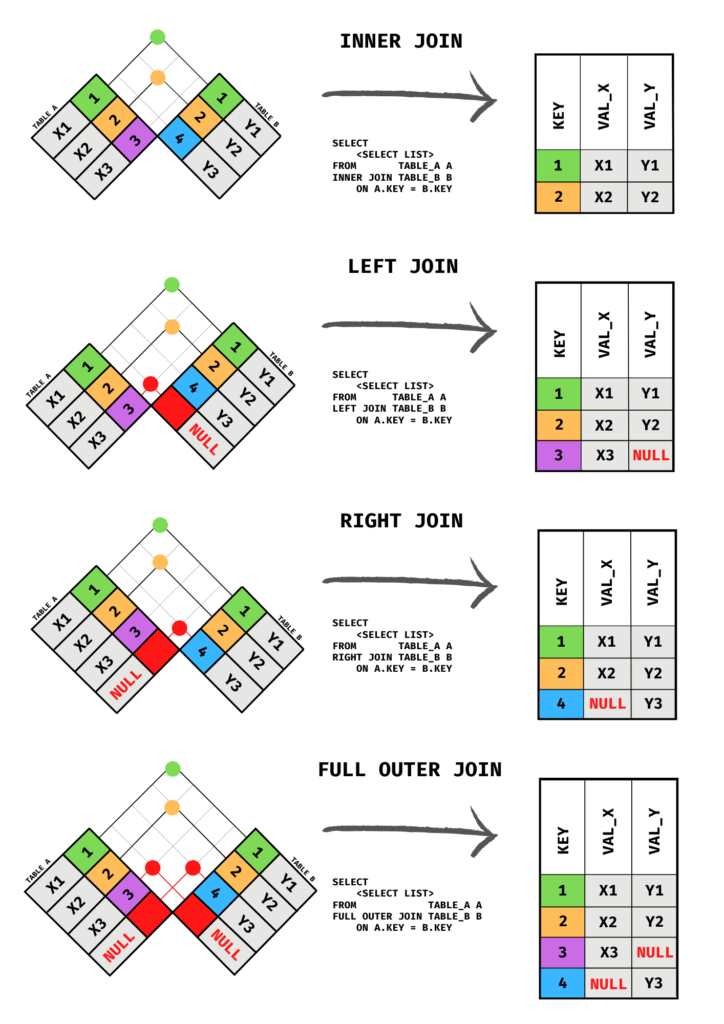 INNER JOIN
TABLE A
1
2
3
X1
X2
X3
TABLE B
1
2
4
Y1
Y2
Y3
SELECT
<SELECT LIST>
FROM TABLE_A A
INNER JOIN TABLE_B B
ON A.KEY = B.KEY
KEY VAL_X VAL_Y
1 X1 Y1
2 X2 Y2
LEFT JOIN
TABLE A
1
2
3
X1
X2
X3
TABLE B
1
2
4
Y1
Y2
Y3
NULL
SELECT
<SELECT LIST>
FROM TABLE_A A
LEFT JOIN TABLE_B B
ON A.KEY = B.KEY
KEY VAL_X VAL_Y
1 X1 Y1
2 X2 Y2
3 X3 NULL
RIGHT JOIN
TABLE A
1
2
3
X1
X2
X3
NULL
TABLE B
1
2
4
Y1
Y2
Y3
SELECT
<SELECT LIST>
FROM TABLE_A A
RIGHT JOIN TABLE_B B
ON A.KEY = B.KEY
KEY VAL_X VAL_Y
1 X1 Y1
2 X2 Y2
4 NULL Y3
FULL OUTER JOIN
TABLE A
1
2
3
X1
X2
X3
NULL
TABLE B
1
2
4
Y1
Y2
Y3
NULL
SELECT
<SELECT LIST>
FROM TABLE_A A
FULL OUTER JOIN TABLE_B B
ON A.KEY = B.KEY
KEY VAL_X VAL_Y
1 X1 Y1
2 X2 Y2
3 X3 NULL
4 NULL Y3